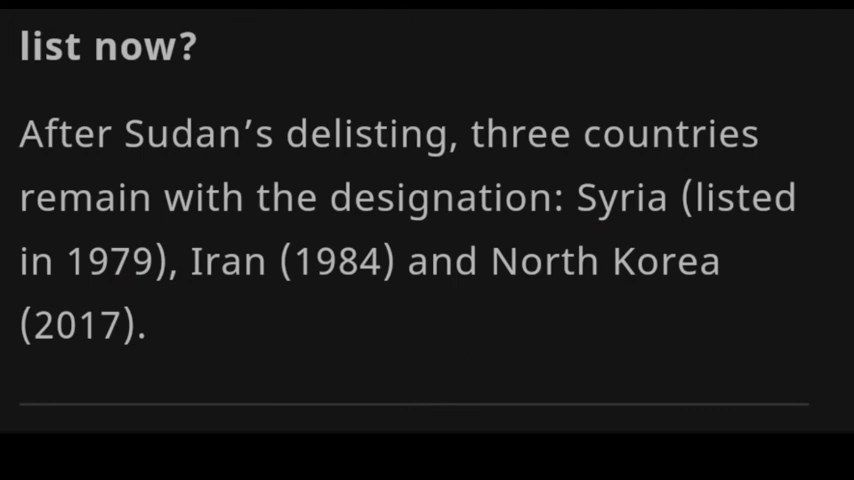 list now?
After Sudan’s delisting, three countries
remain with the designation: Syria (listed
in 1979), Iran (1984) and North Korea
(2017).